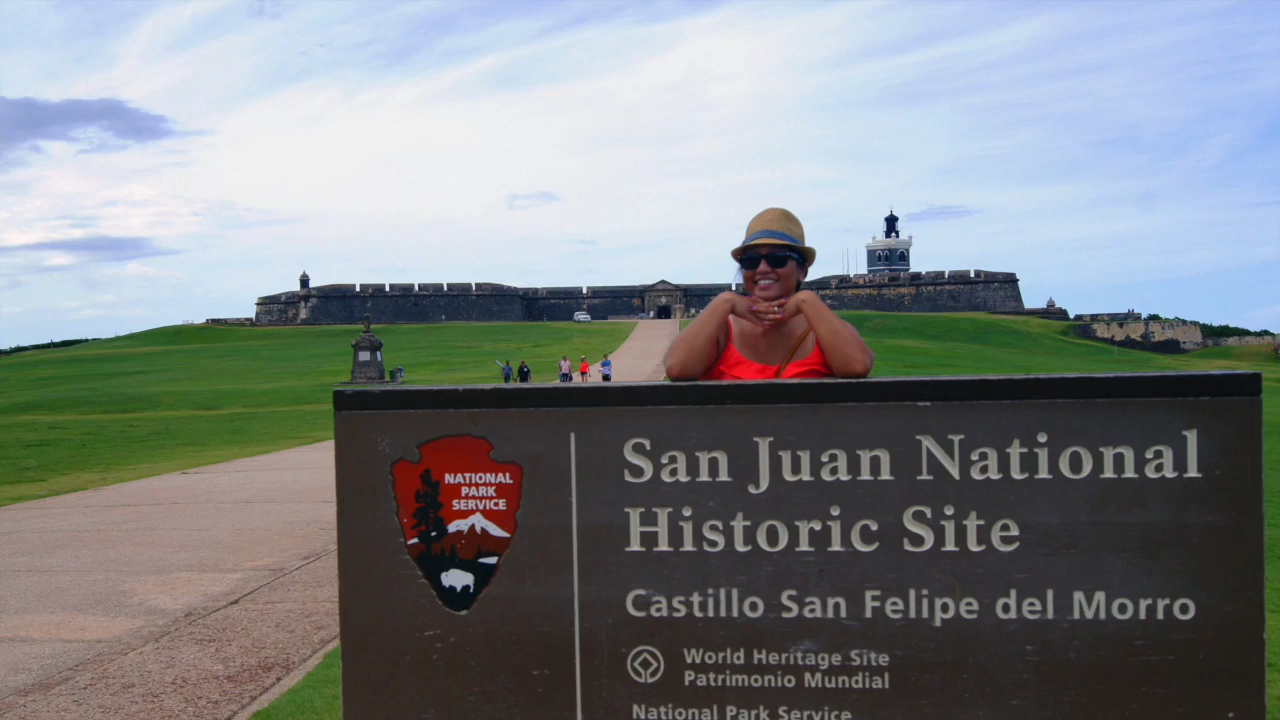 NATIONAL
PARK
SERVICE
San Juan National
Historic Site
Castillo San Felipe del Morro
World Heritage Site
Patrimonio Mundial
National Park Service